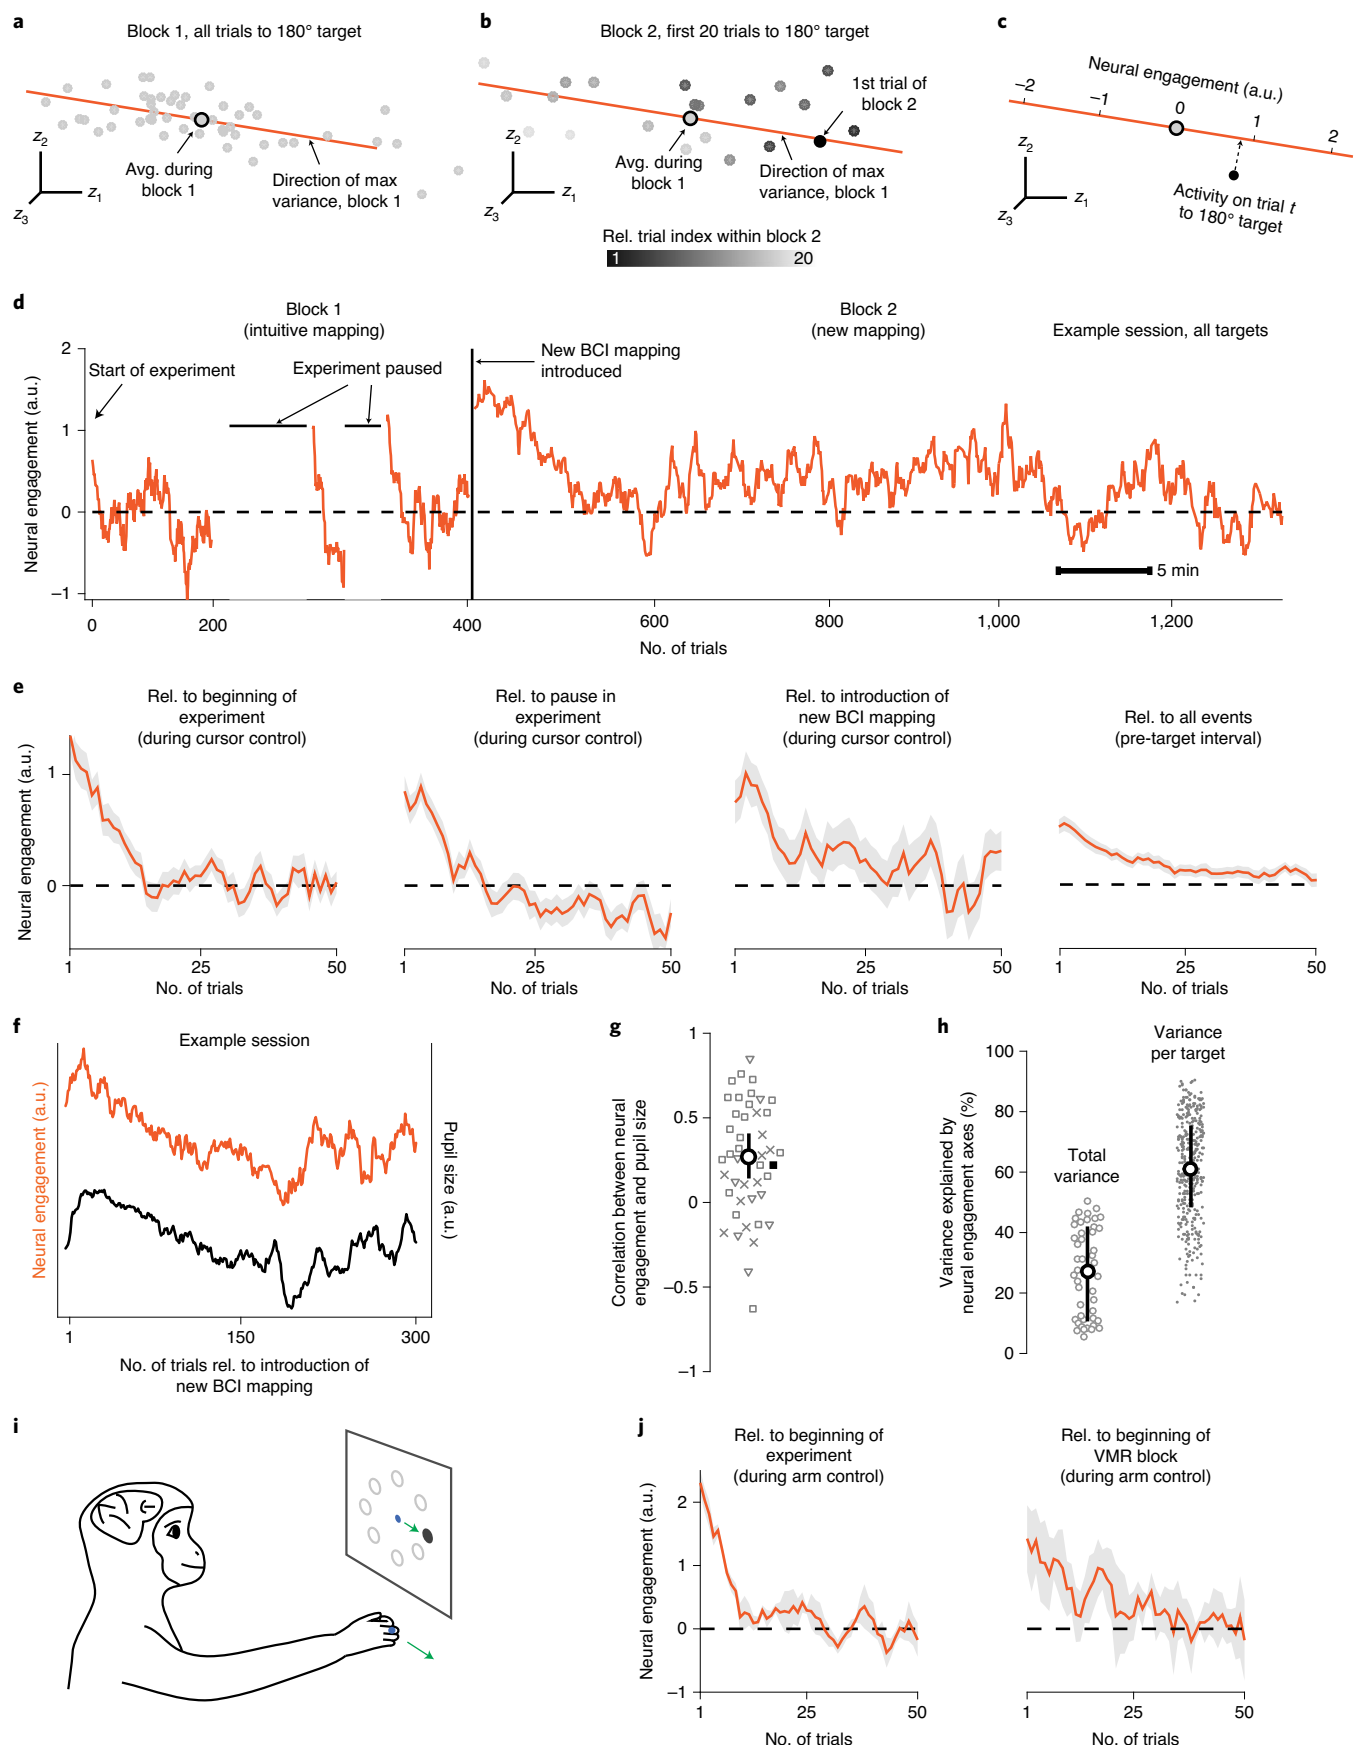 a
Block 1, all trials to 180° target
Avg. during
block 1
Direction of max
variance, block 1
z2
z1
z3
b
Block 2, first 20 trials to 180° target
1st trial of
block 2
Avg. during
block 1
Direction of max
variance, block 1
z2
z1
z3
Rel. trial index within block 2
1
20
c
Neural engagement (a.u.)
−2
−1
0
1
2
Activity on trial t
to 180° target
z2
z1
z3
d
Block 1
(intuitive mapping)
Block 2
(new mapping)
Example session, all targets
Start of experiment
Experiment paused
New BCI mapping
introduced
Neural engagement (a.u.)
2
1
0
−1
5 min
0
200
400
600
800
1,000
1,200
No. of trials
e
Rel. to beginning of
experiment
(during cursor control)
Rel. to pause in
experiment
(during cursor control)
Rel. to introduction of
new BCI mapping
(during cursor control)
Rel. to all events
(pre-target interval)
Neural engagement (a.u.)
1
0
1
25
50
No. of trials
1
25
50
No. of trials
1
25
50
No. of trials
1
25
50
No. of trials
f
Example session
Neural engagement (a.u.)
Pupil size (a.u.)
1
150
300
No. of trials rel. to introduction of
new BCI mapping
g
Correlation between neural
engagement and pupil size
1
0.5
0
−0.5
−1
h
Variance explained by
neural engagement axes (%)
100
80
60
40
20
0
Total
variance
Variance
per target
i
j
Rel. to beginning of
experiment
(during arm control)
Rel. to beginning of
VMR block
(during arm control)
Neural engagement (a.u.)
2
1
0
−1
1
25
50
No. of trials
1
25
50
No. of trials